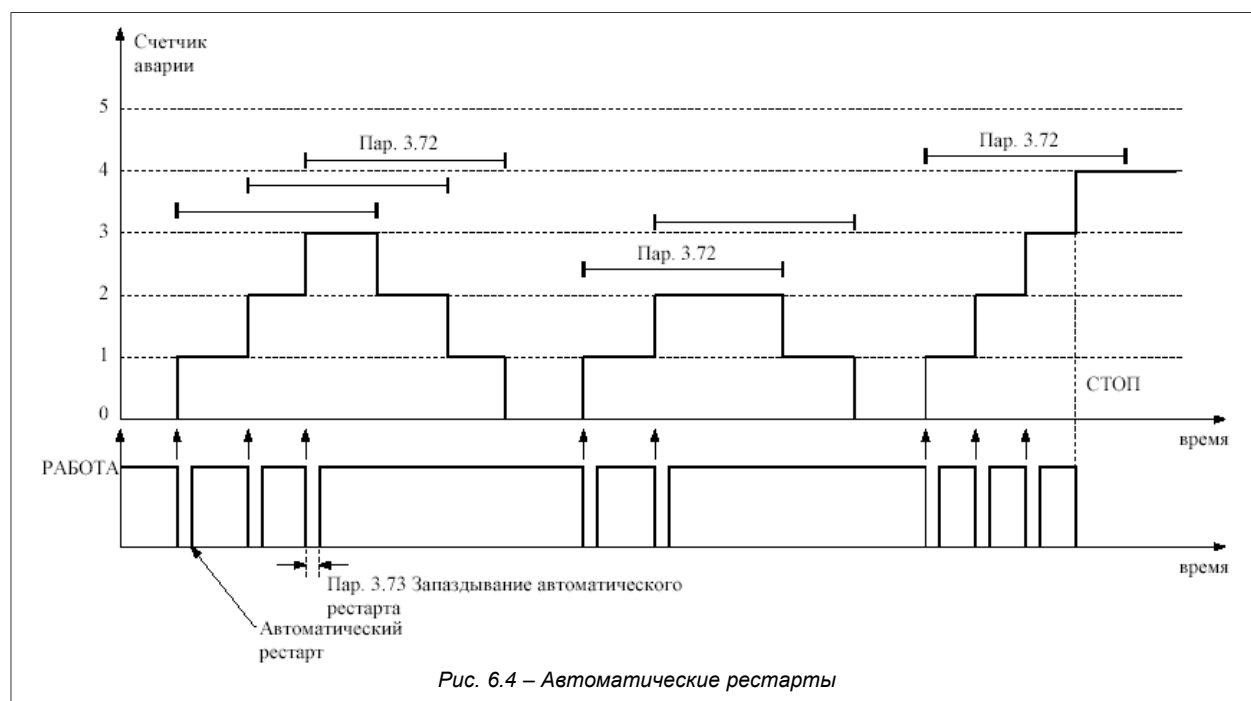 Счетчик
аварии
5
Пар. 3.72
Пар. 3.72
4
3
Пар. 3.72
2
1
СТОП
0
время
РАБОТА
время
Пар. 3.73 Запаздывание автоматического
рестарта
Автоматический
рестарт
Рис. 6.4 – Автоматические рестарты